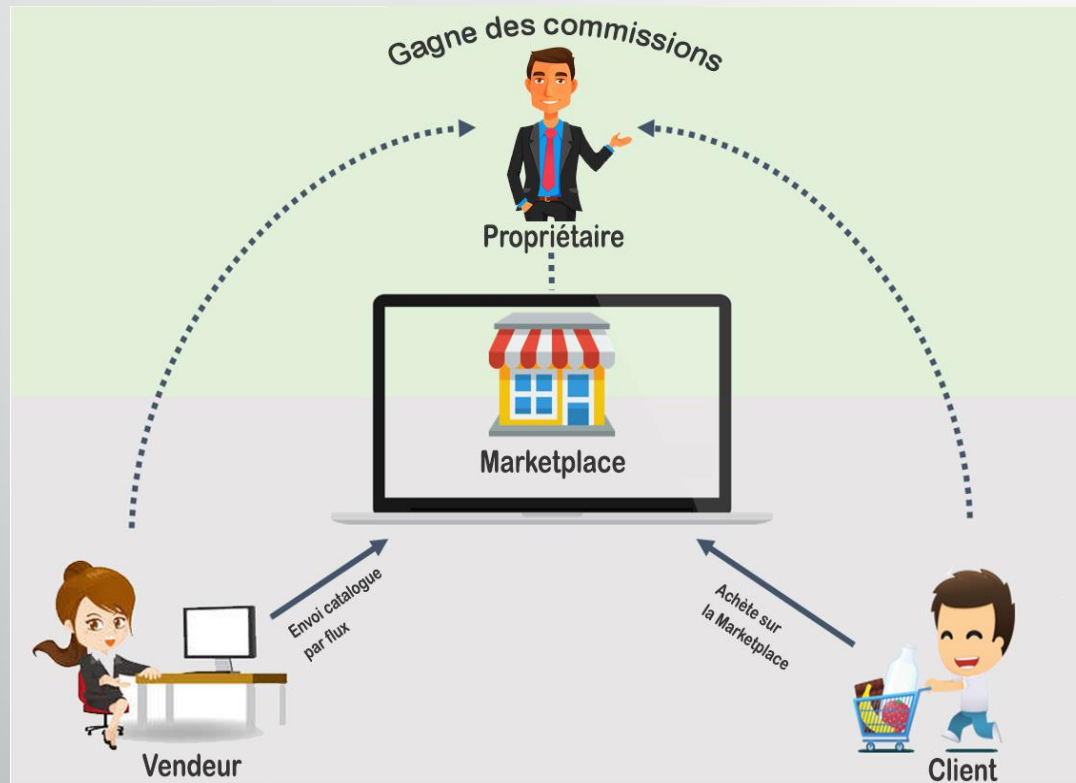 Gagne des commissions
Propriétaire
Marketplace
Envoi catalogue
par flux
Achète sur
la Marketplace
Vendeur
Client